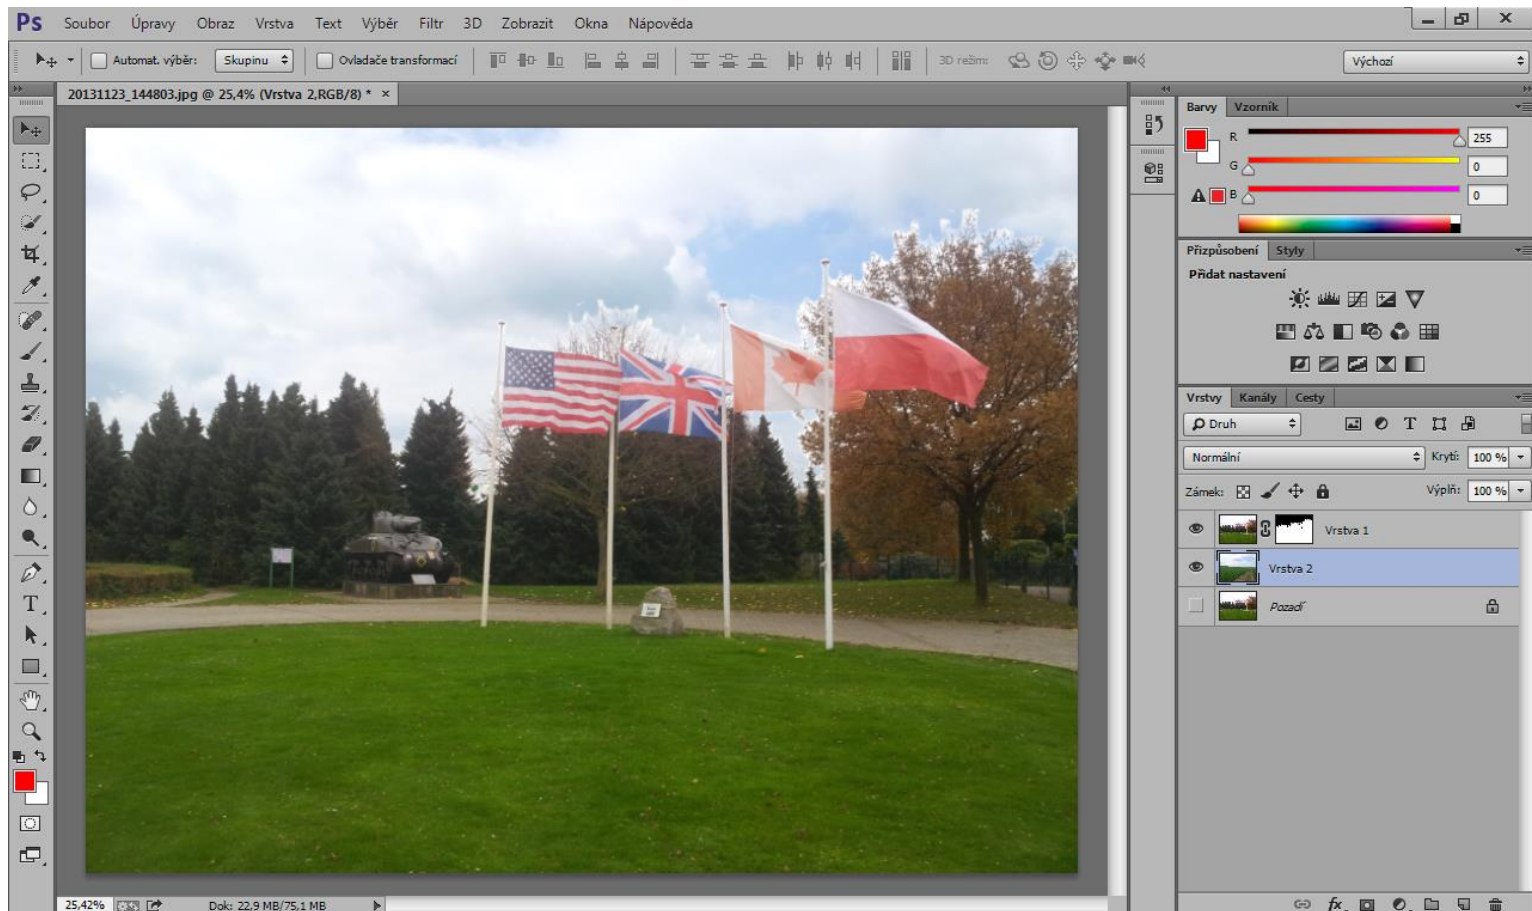 Ps Soubor Úpravy Obraz Vrstva Text Výběr Filtr 3D Zobrazit Okna Nápověda
Automat. výběr: Skupinu Ovladače transformací 3D režim: Výchozí
20131123_144803.jpg @ 25,4% (Vrstva 2,RGB/8) * ×
Barvy Vzorník
R 255
G 0
B 0
Přizpůsobení Styly
Přidat nastavení
Vrstvy Kanály Cesty
Druh
Normální Krytí: 100 %
Zámek: Výplň: 100 %
Vrstva 1
Vrstva 2
Pozadí
25,42% Dok: 22,9 MB/75,1 MB